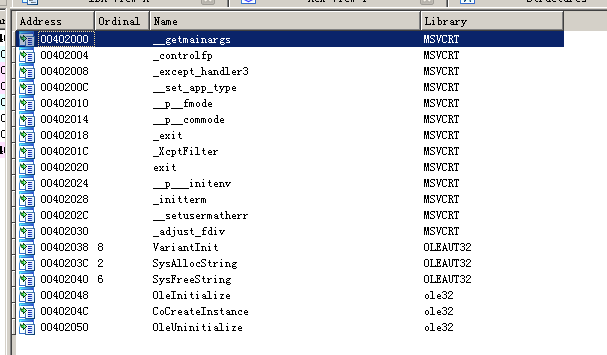 Structures
Address Ordinal Name Library
00402000 __getmainargs MSVCRT
00402004 _controlfp MSVCRT
00402008 _except_handler3 MSVCRT
0040200C __set_app_type MSVCRT
00402010 __p__fmode MSVCRT
00402014 __p__commode MSVCRT
00402018 _exit MSVCRT
0040201C _XcptFilter MSVCRT
00402020 exit MSVCRT
00402024 __p___initenv MSVCRT
00402028 _initterm MSVCRT
0040202C __setusermatherr MSVCRT
00402030 _adjust_fdiv MSVCRT
00402038 8 VariantInit OLEAUT32
0040203C 2 SysAllocString OLEAUT32
00402040 6 SysFreeString OLEAUT32
00402048 OleInitialize ole32
0040204C CoCreateInstance ole32
00402050 OleUninitialize ole32